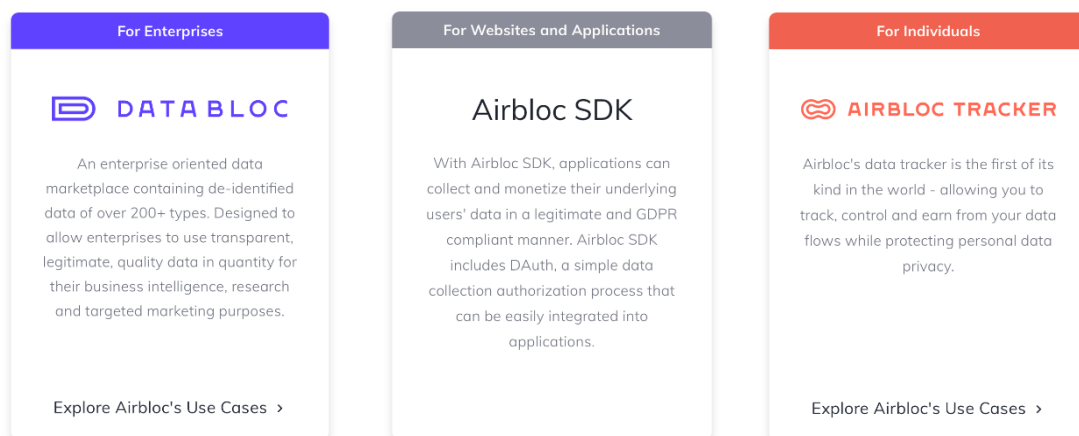 For Enterprises
DATABLOC
An enterprise oriented data
marketplace containing de-identified
data of over 200+ types. Designed to
allow enterprises to use transparent,
legitimate, quality data in quantity for
their business intelligence, research
and targeted marketing purposes.
Explore Airbloc's Use Cases >
For Websites and Applications
Airbloc SDK
With Airbloc SDK, applications can
collect and monetize their underlying
users' data in a legitimate and GDPR
compliant manner. Airbloc SDK
includes DAuth, a simple data
collection authorization process that
can be easily integrated into
applications.
For Individuals
AIRBLOC TRACKER
Airbloc's data tracker is the first of its
kind in the world - allowing you to
track, control and earn from your data
flows while protecting personal data
privacy.
Explore Airbloc's Use Cases >